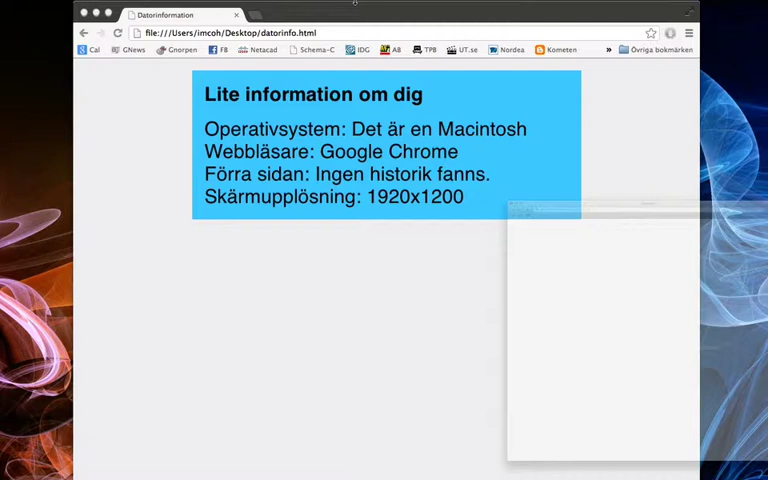 Datorinformation
file:///Users/imcoh/Desktop/datorinfo.html
Cal GNews Gnorpen FB Netacad Schema-C IDG AB TPB UT.se Nordea Kometen » Övriga bokmärken
Lite information om dig
Operativsystem: Det är en Macintosh
Webbläsare: Google Chrome
Förra sidan: Ingen historik fanns.
Skärmupplösning: 1920x1200